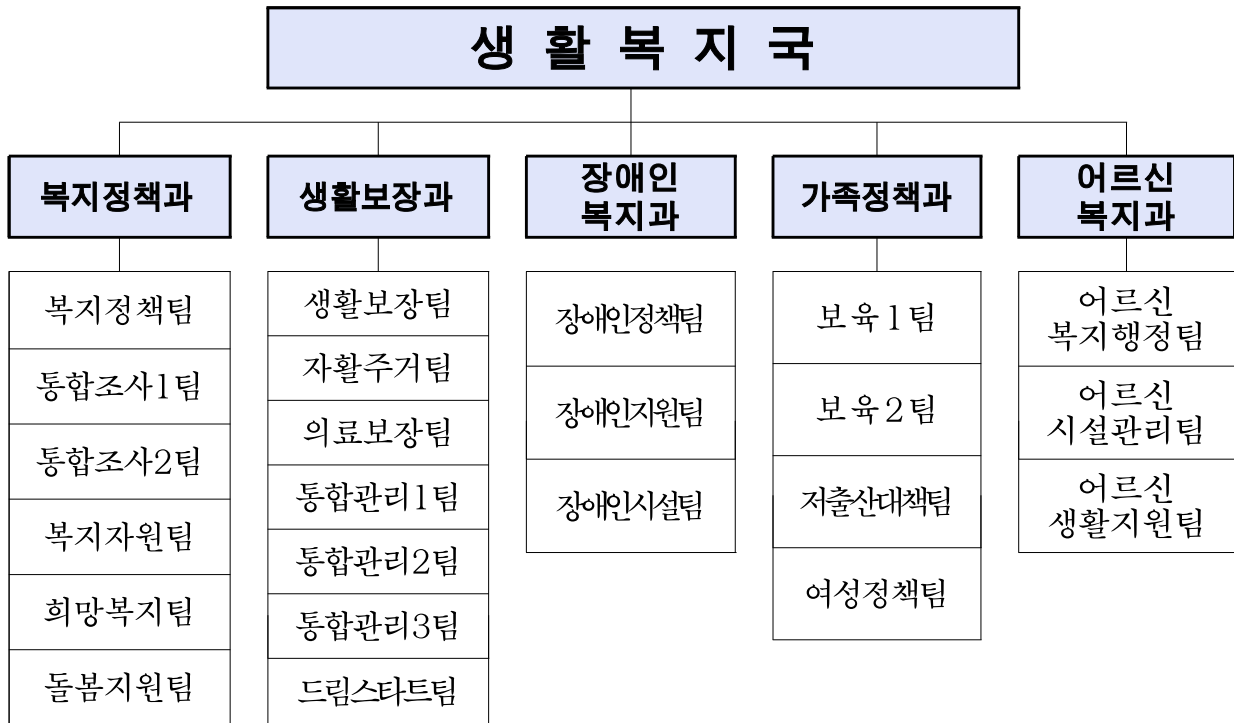 생 활 복 지 국
복지정책과
생활보장과
장애인
복지과
가족정책과
어르신
복지과
복지정책팀
통합조사1팀
통합조사2팀
복지자원팀
희망복지팀
돌봄지원팀
생활보장팀
자활주거팀
의료보장팀
통합관리1팀
통합관리2팀
통합관리3팀
드림스타트팀
장애인정책팀
장애인지원팀
장애인시설팀
보육1팀
보육2팀
저출산대책팀
여성정책팀
어르신
복지행정팀
어르신
시설관리팀
어르신
생활지원팀